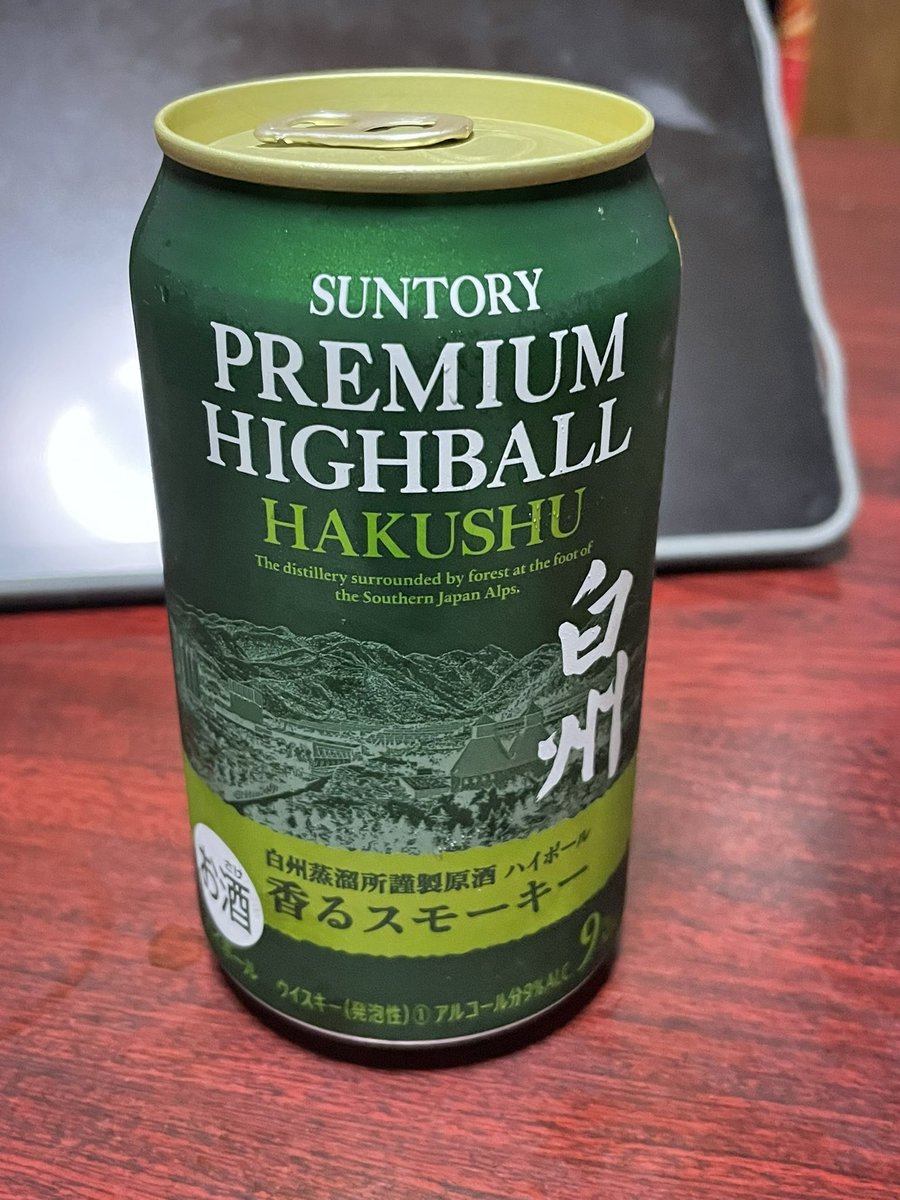 SUNTORY
PREMIUM
HIGHBALL
HAKUSHU
The distillery surrounded by forest at the foot of
the Southern Japan Alps.
白州
白州蒸溜所謹製原酒 ハイボール
香るスモーキー
さけ
お酒
ウイスキー(発泡性)① アルコール分9%ALC
9